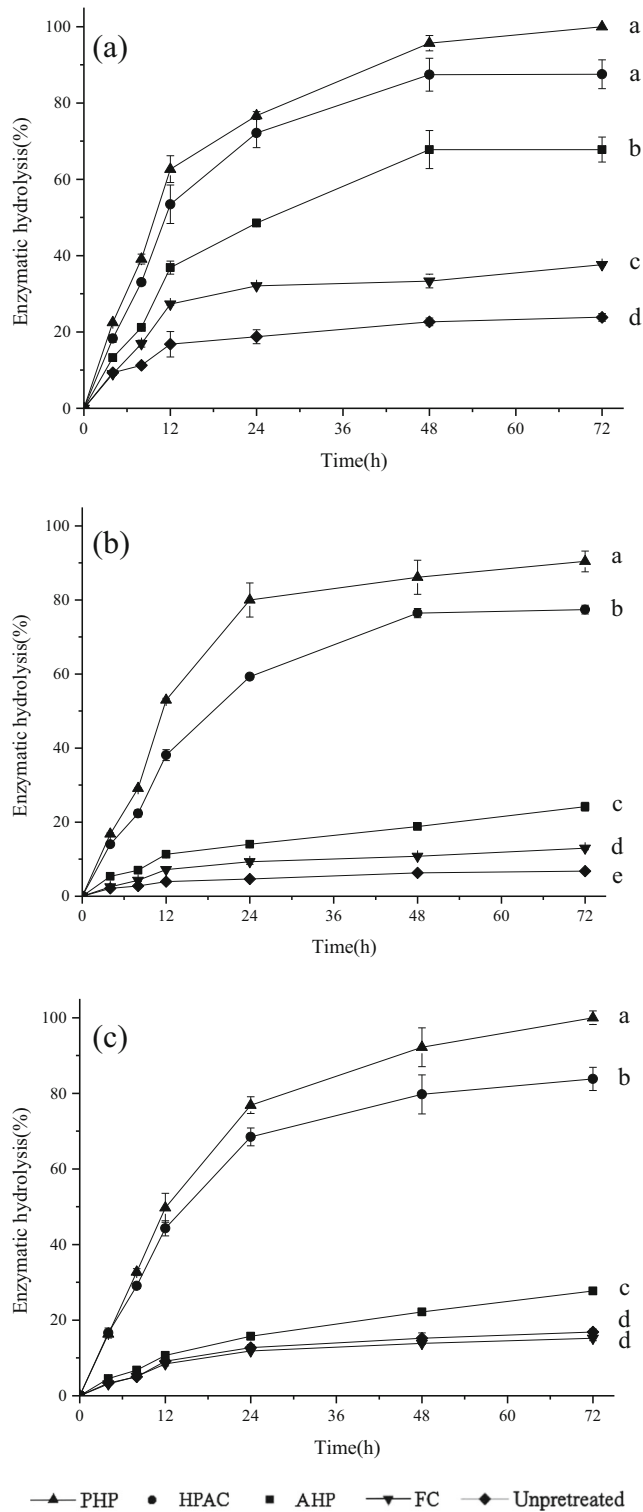 (a)
Enzymatic hydrolysis(%)
100
80
60
40
20
0
a
a
b
c
d
0 12 24 36 48 60 72
Time(h)
(b)
Enzymatic hydrolysis(%)
100
80
60
40
20
0
a
b
c
d
e
0 12 24 36 48 60 72
Time(h)
(c)
Enzymatic hydrolysis(%)
100
80
60
40
20
0
a
b
c
d
d
0 12 24 36 48 60 72
Time(h)
PHP HPAC AHP FC Unpretreated